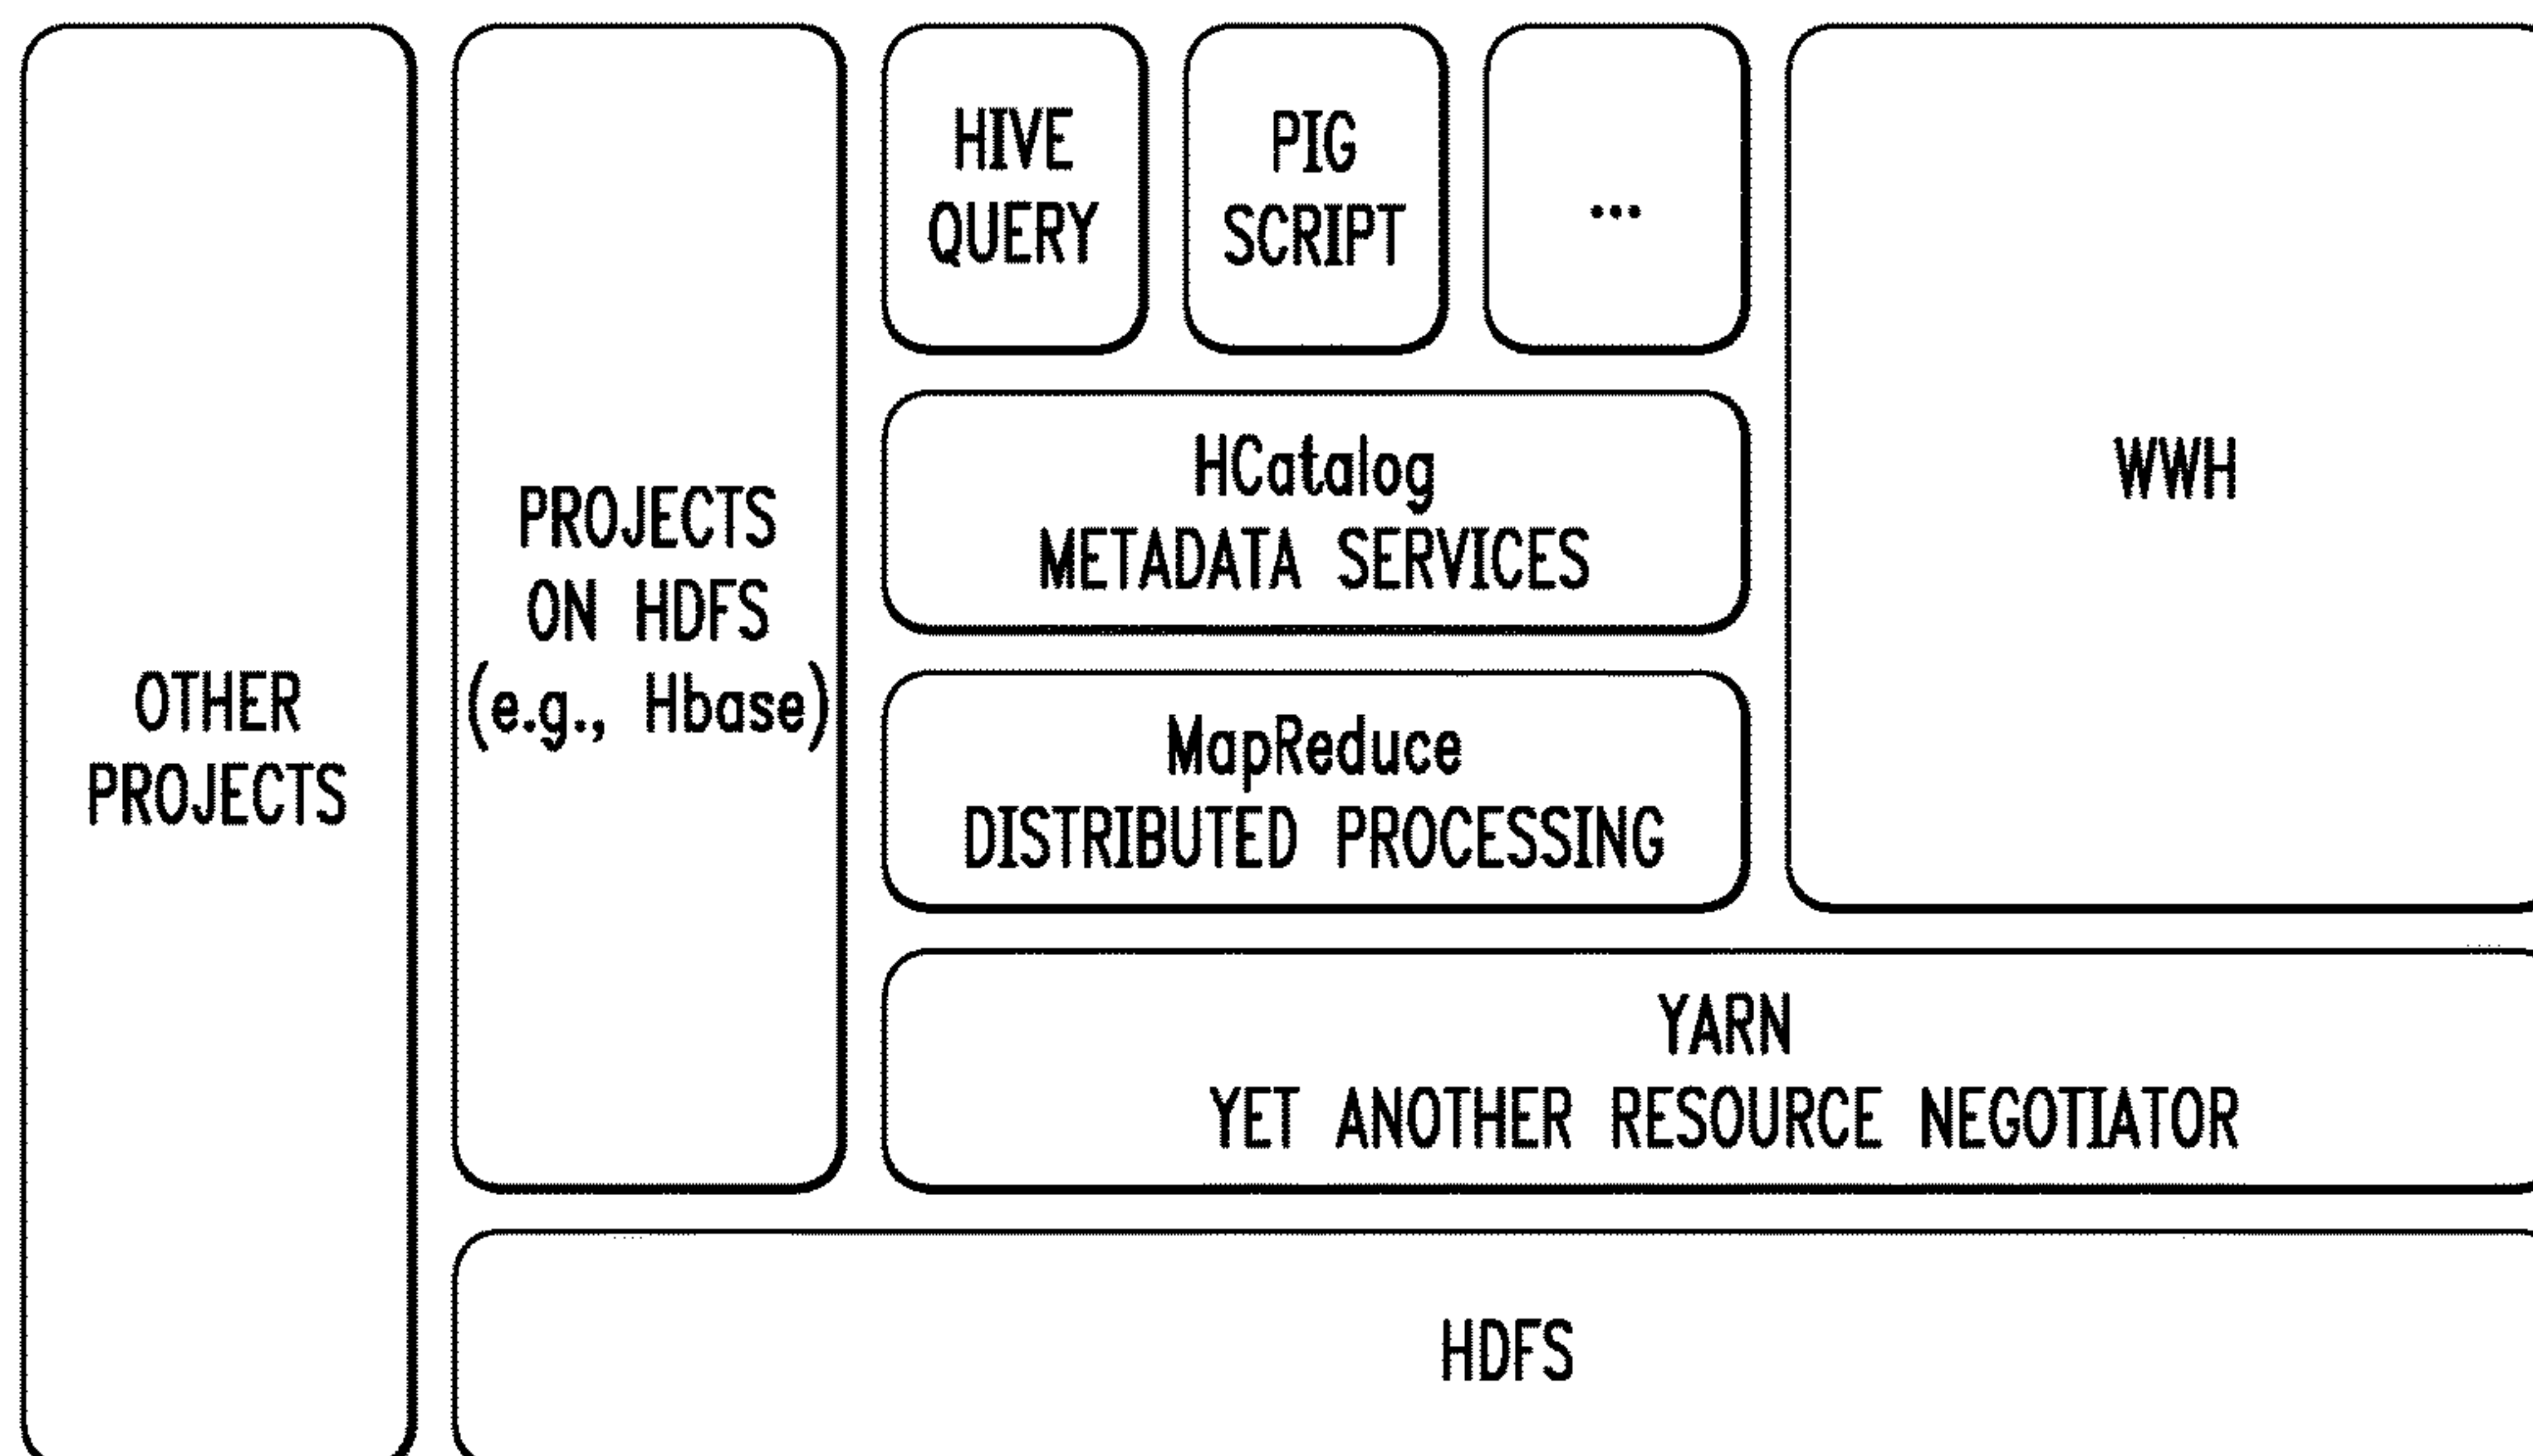 OTHER
PROJECTS
PROJECTS
ON HDFS
(e.g., Hbase)
HIVE
QUERY
PIG
SCRIPT
...
HCatalog
METADATA SERVICES
MapReduce
DISTRIBUTED PROCESSING
WWH
YARN
YET ANOTHER RESOURCE NEGOTIATOR
HDFS